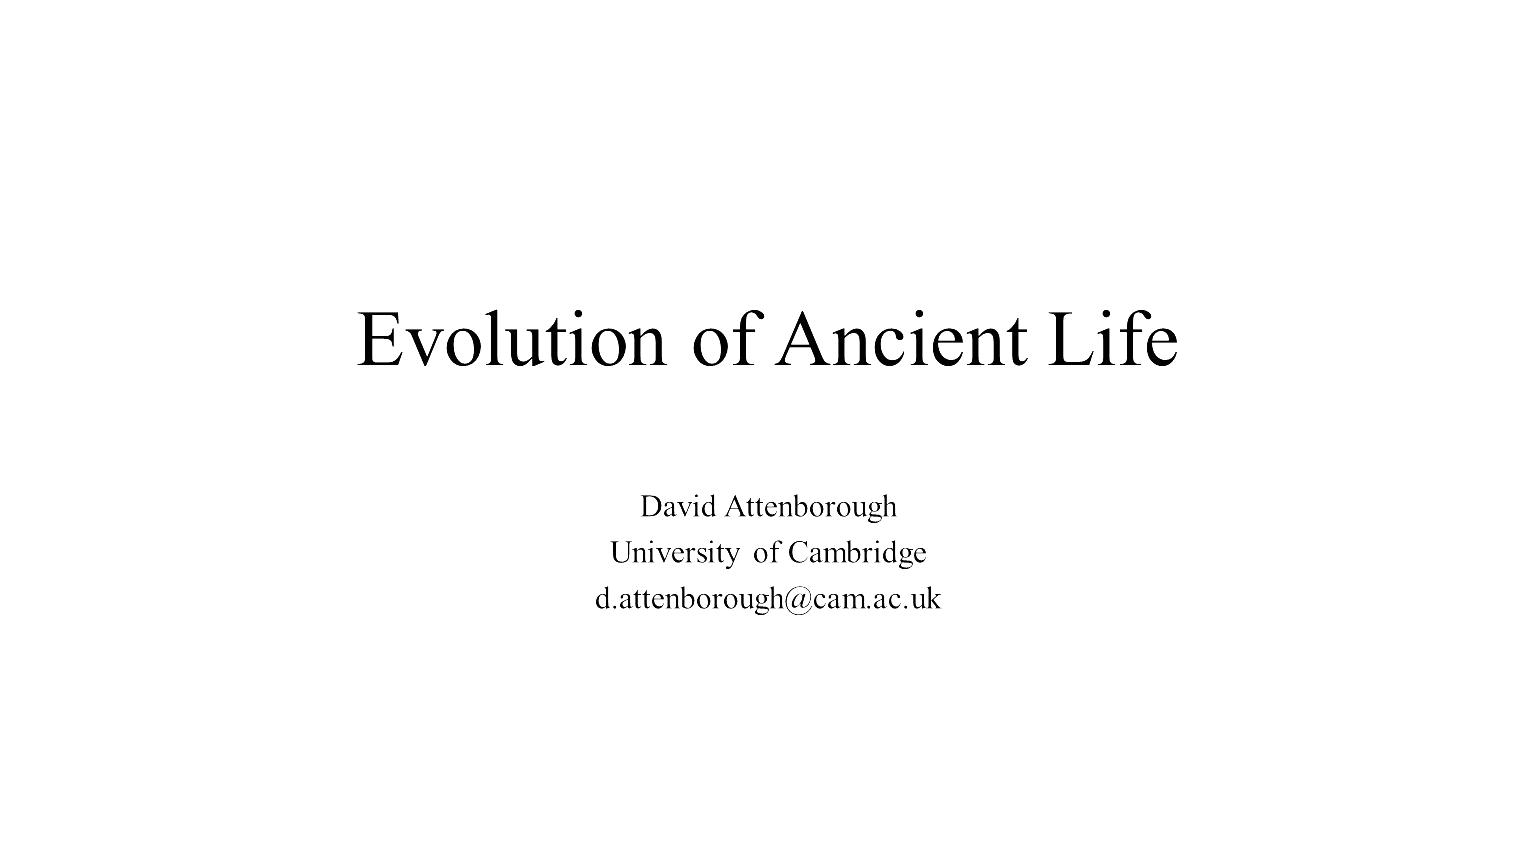 Evolution of Ancient Life
David Attenborough
University of Cambridge
d.attenborough@cam.ac.uk